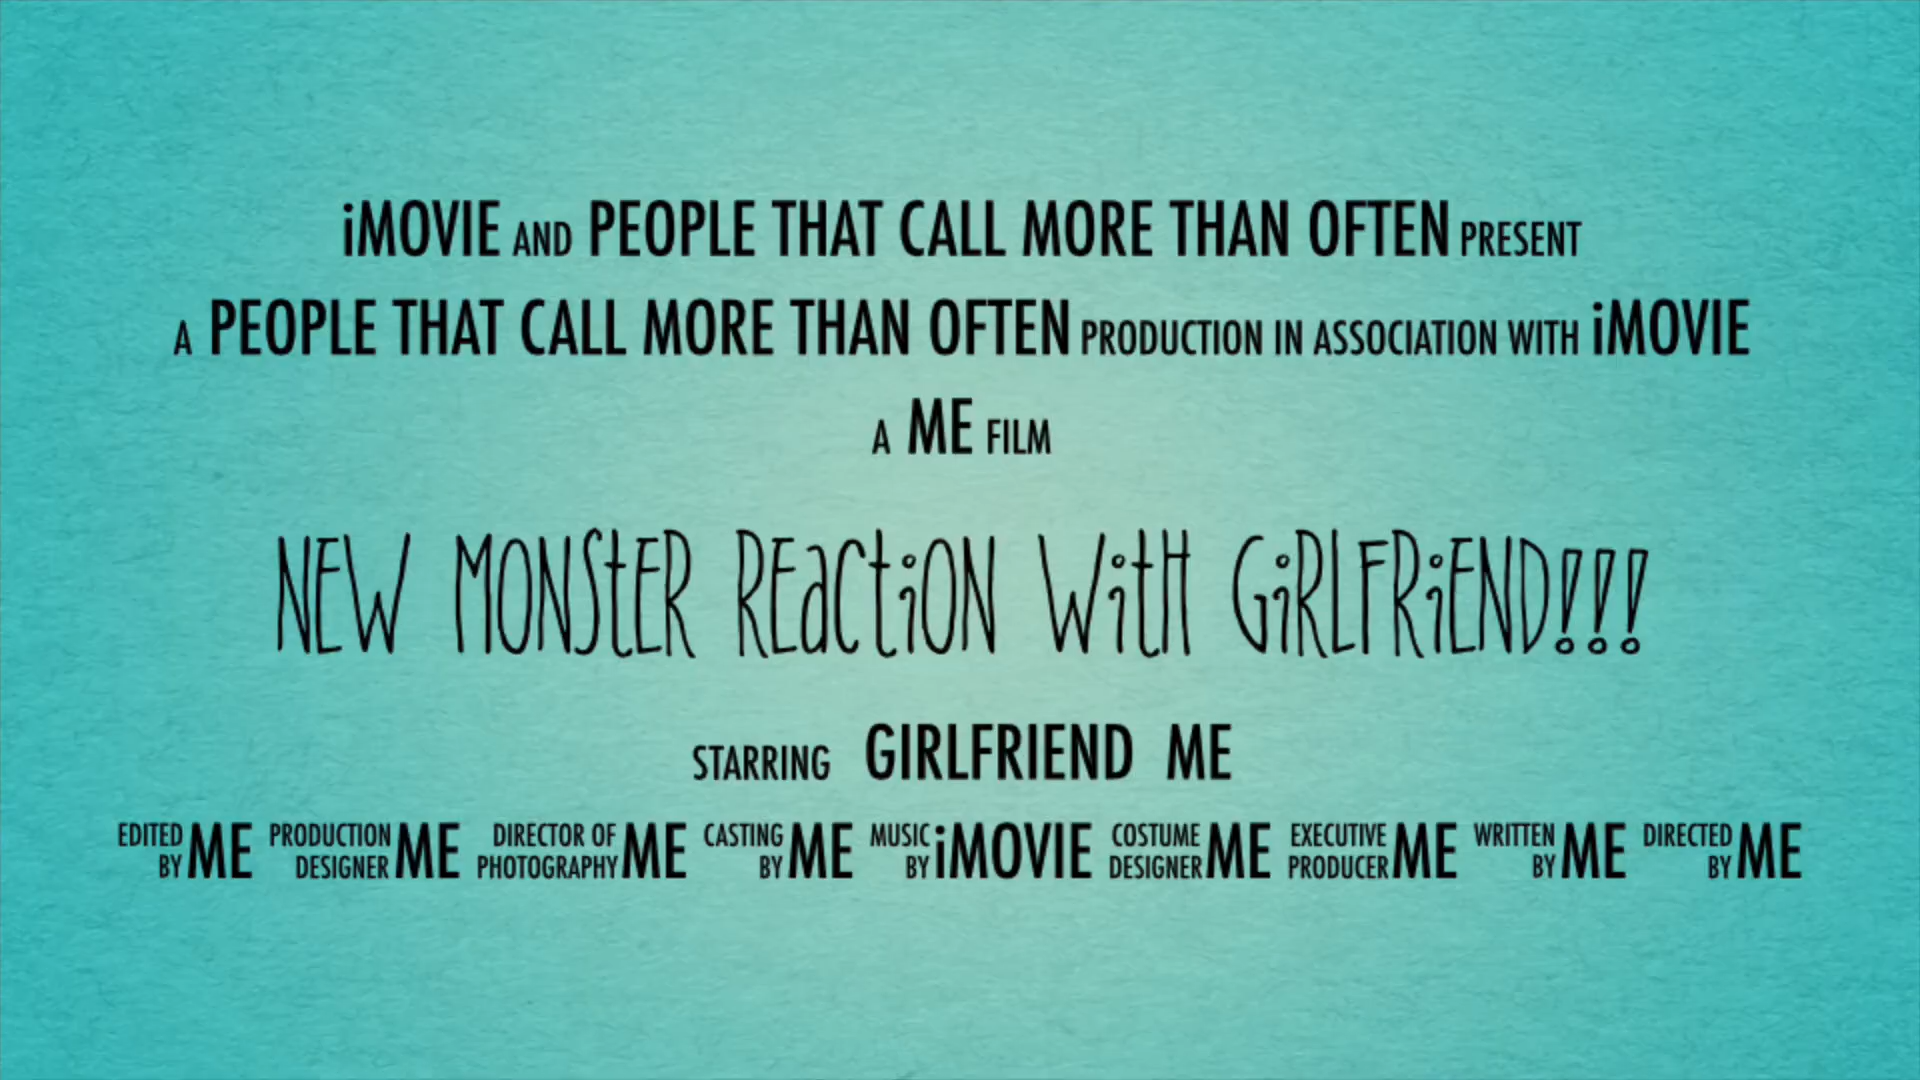 iMOVIE AND PEOPLE THAT CALL MORE THAN OFTEN PRESENT
A PEOPLE THAT CALL MORE THAN OFTEN PRODUCTION IN ASSOCIATION WITH iMOVIE
A ME FILM
NEW MONStER REaCtiON WitH GiRLFRiEND!!!
STARRING GIRLFRIEND ME
EDITED BY ME PRODUCTION DESIGNER ME DIRECTOR OF PHOTOGRAPHY ME CASTING BY ME MUSIC BY iMOVIE COSTUME DESIGNER ME EXECUTIVE PRODUCER ME WRITTEN BY ME DIRECTED BY ME